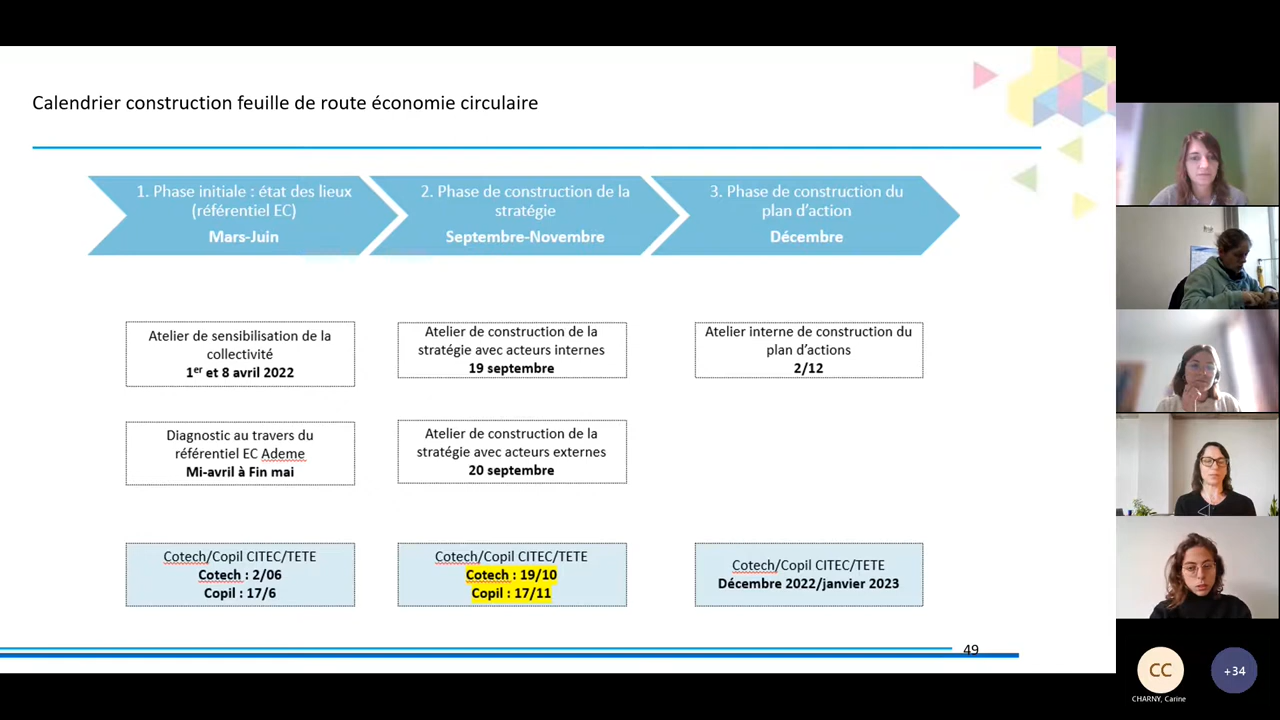 Calendrier construction feuille de route économie circulaire
1. Phase initiale : état des lieux
(référentiel EC)
Mars-Juin
2. Phase de construction de la
stratégie
Septembre-Novembre
3. Phase de construction du
plan d’action
Décembre
Atelier de sensibilisation de la
collectivité
1er et 8 avril 2022
Atelier de construction de la
stratégie avec acteurs internes
19 septembre
Atelier interne de construction du
plan d’actions
2/12
Diagnostic au travers du
référentiel EC Ademe
Mi-avril à Fin mai
Atelier de construction de la
stratégie avec acteurs externes
20 septembre
Cotech/Copil CITEC/TETE
Cotech : 2/06
Copil : 17/6
Cotech/Copil CITEC/TETE
Cotech : 19/10
Copil : 17/11
Cotech/Copil CITEC/TETE
Décembre 2022/janvier 2023
49
CC
CHARNY, Carine
+34